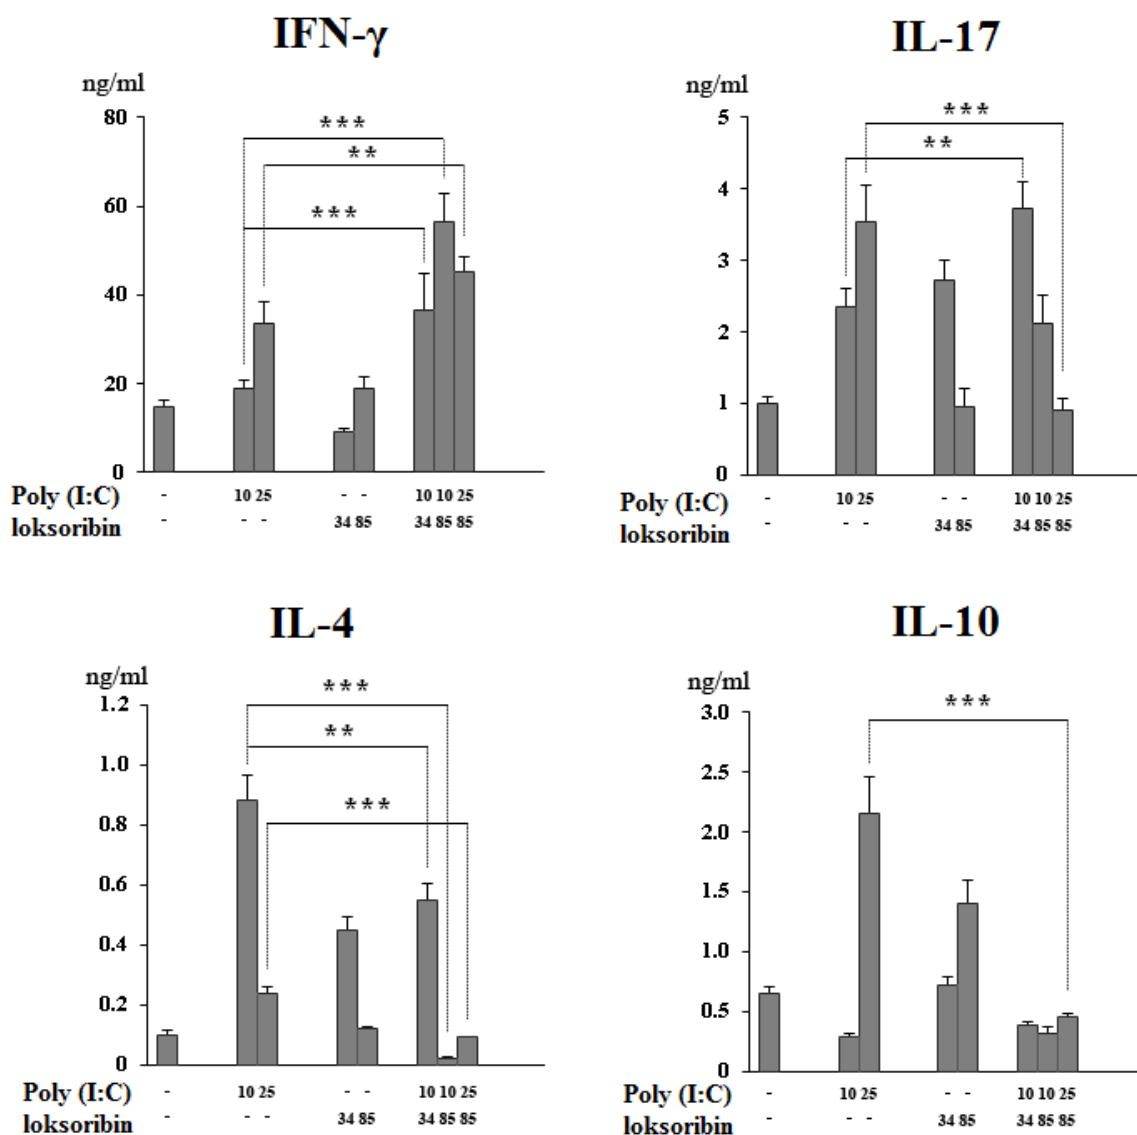 IFN-γ
ng/ml
80
60
40
20
0
***
**
***
Poly (I:C) - 10 25 - - 10 10 25
loksoribin - - - 34 85 34 85 85
IL-17
ng/ml
5
4
3
2
1
0
***
**
Poly (I:C) - 10 25 - - 10 10 25
loksoribin - - - 34 85 34 85 85
IL-4
ng/ml
1.2
1.0
0.8
0.6
0.4
0.2
0
***
**
***
Poly (I:C) - 10 25 - - 10 10 25
loksoribin - - - 34 85 34 85 85
IL-10
ng/ml
3.0
2.5
2.0
1.5
1.0
0.5
0
***
Poly (I:C) - 10 25 - - 10 10 25
loksoribin - - - 34 85 34 85 85